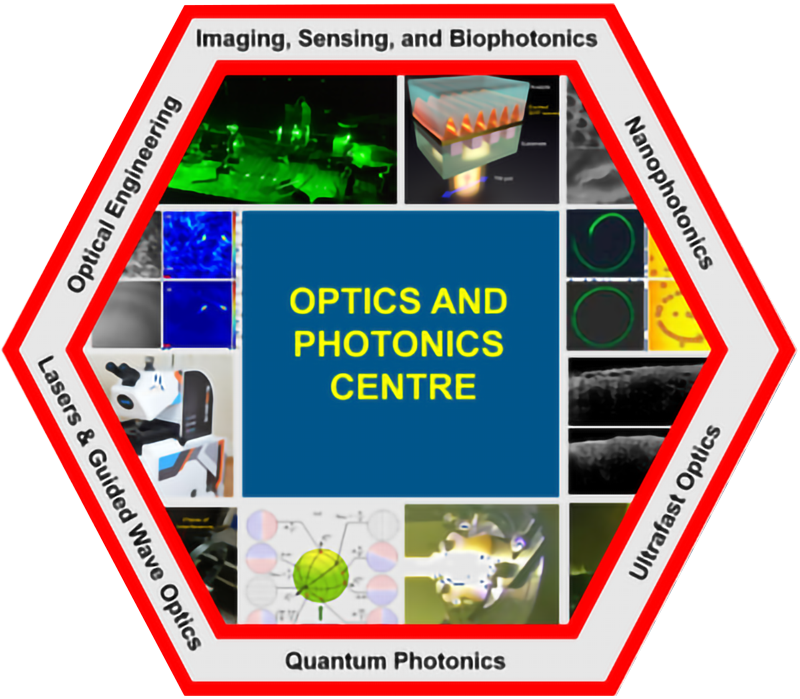 Imaging, Sensing, and Biophotonics
Optical Engineering
Nanophotonics
OPTICS AND
PHOTONICS
CENTRE
Lasers & Guided Wave Optics
Ultrafast Optics
Quantum Photonics